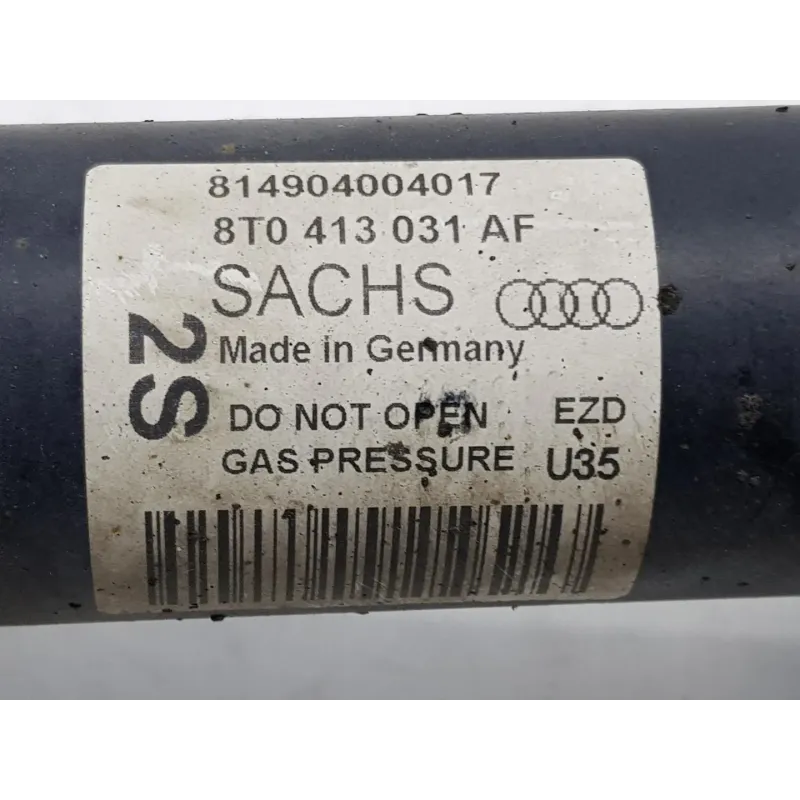 814904004017
8T0 413 031 AF
SACHS
Made in Germany
2S
DO NOT OPEN EZD
GAS PRESSURE U35